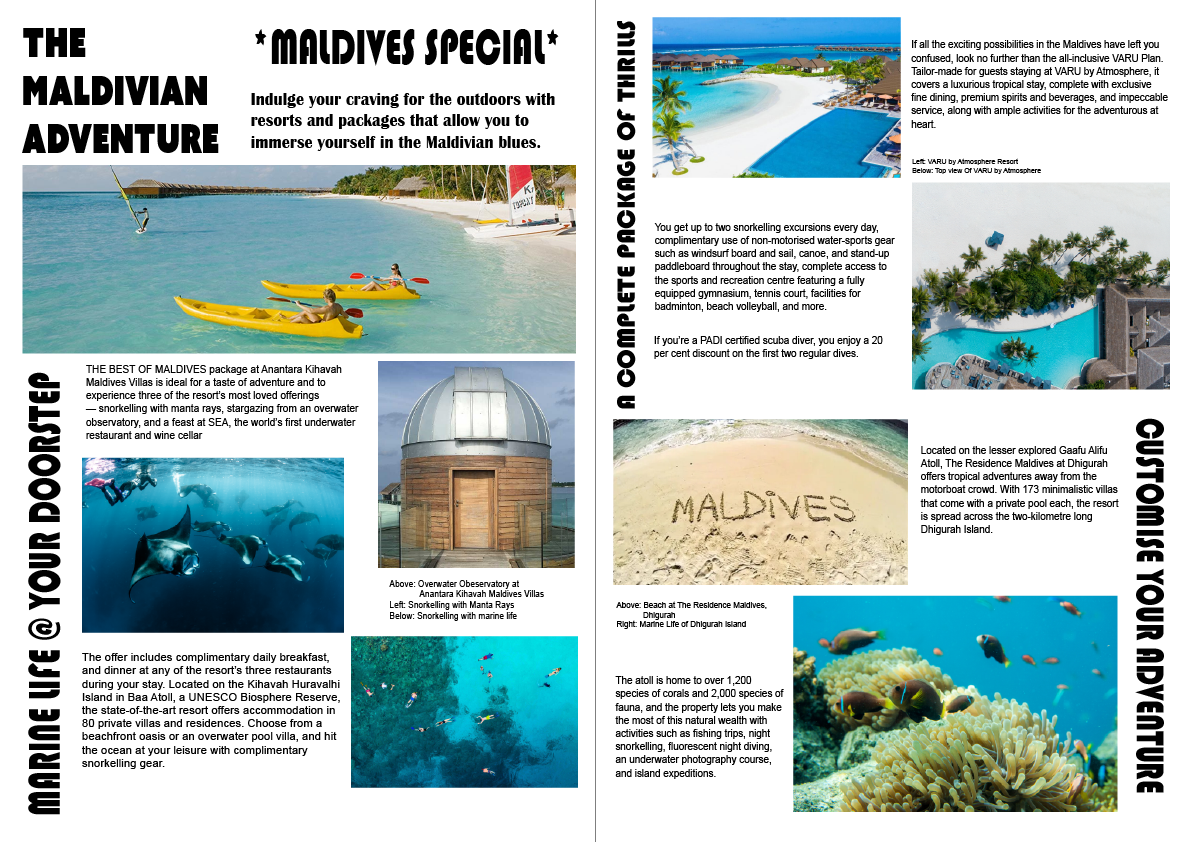 THE
MALDIVIAN
ADVENTURE
*MALDIVES SPECIAL*
Indulge your craving for the outdoors with
resorts and packages that allow you to
immerse yourself in the Maldivian blues.
MARINE LIFE @ YOUR DOORSTEP
THE BEST OF MALDIVES package at Anantara Kihavah
Maldives Villas is ideal for a taste of adventure and to
experience three of the resort's most loved offerings
— snorkelling with manta rays, stargazing from an overwater
observatory, and a feast at SEA, the world's first underwater
restaurant and wine cellar
Above: Overwater Obeservatory at
Anantara Kihavah Maldives Villas
Left: Snorkelling with Manta Rays
Below: Snorkelling with marine life
The offer includes complimentary daily breakfast,
and dinner at any of the resort's three restaurants
during your stay. Located on the Kihavah Huravalhi
Island in Baa Atoll, a UNESCO Biosphere Reserve,
the state-of-the-art resort offers accommodation in
80 private villas and residences. Choose from a
beachfront oasis or an overwater pool villa, and hit
the ocean at your leisure with complimentary
snorkelling gear.
A COMPLETE PACKAGE OF THRILLS
If all the exciting possibilities in the Maldives have left you
confused, look no further than the all-inclusive VARU Plan.
Tailor-made for guests staying at VARU by Atmosphere, it
covers a luxurious tropical stay, complete with exclusive
fine dining, premium spirits and beverages, and impeccable
service, along with ample activities for the adventurous at
heart.
Left: VARU by Atmosphere Resort
Below: Top view Of VARU by Atmosphere
You get up to two snorkelling excursions every day,
complimentary use of non-motorised water-sports gear
such as windsurf board and sail, canoe, and stand-up
paddleboard throughout the stay, complete access to
the sports and recreation centre featuring a fully
equipped gymnasium, tennis court, facilities for
badminton, beach volleyball, and more.
If you're a PADI certified scuba diver, you enjoy a 20
per cent discount on the first two regular dives.
CUSTOMISE YOUR ADVENTURE
MALDIVES
Located on the lesser explored Gaafu Alifu
Atoll, The Residence Maldives at Dhigurah
offers tropical adventures away from the
motorboat crowd. With 173 minimalistic villas
that come with a private pool each, the resort
is spread across the two-kilometre long
Dhigurah Island.
Above: Beach at The Residence Maldives,
Dhigurah
Right: Marine Life of Dhigurah Island
The atoll is home to over 1,200
species of corals and 2,000 species of
fauna, and the property lets you make
the most of this natural wealth with
activities such as fishing trips, night
snorkelling, fluorescent night diving,
an underwater photography course,
and island expeditions.